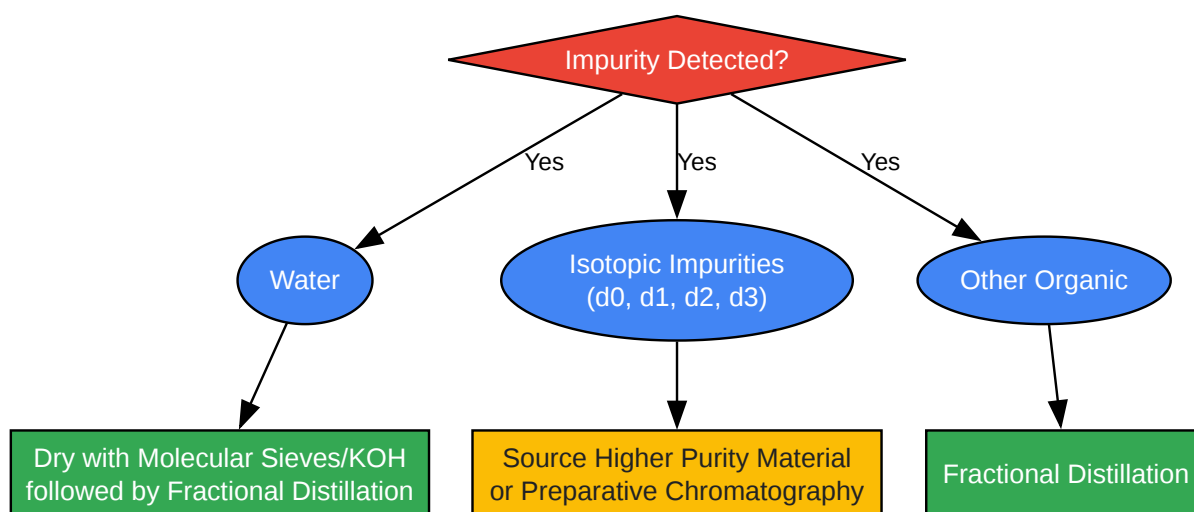 Impurity Detected?
Yes
Yes
Yes
Water
Isotopic Impurities
(d0, d1, d2, d3)
Other Organic
Dry with Molecular Sieves/KOH
followed by Fractional Distillation
Source Higher Purity Material
or Preparative Chromatography
Fractional Distillation